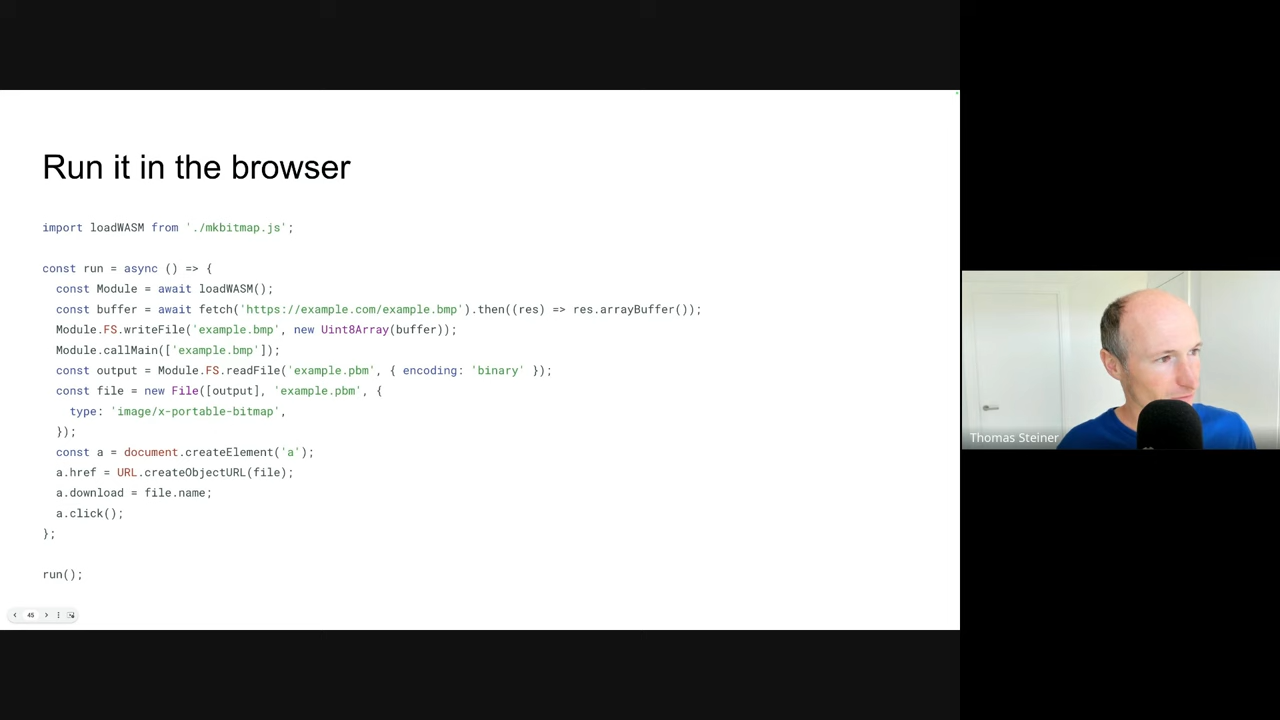 Run it in the browser
import loadWASM from './mkbitmap.js';
const run = async () => {
const Module = await loadWASM();
const buffer = await fetch('https://example.com/example.bmp').then((res) => res.arrayBuffer());
Module.FS.writeFile('example.bmp', new Uint8Array(buffer));
Module.callMain(['example.bmp']);
const output = Module.FS.readFile('example.pbm', { encoding: 'binary' });
const file = new File([output], 'example.pbm', {
type: 'image/x-portable-bitmap',
});
const a = document.createElement('a');
a.href = URL.createObjectURL(file);
a.download = file.name;
a.click();
};
run();
45
Thomas Steiner